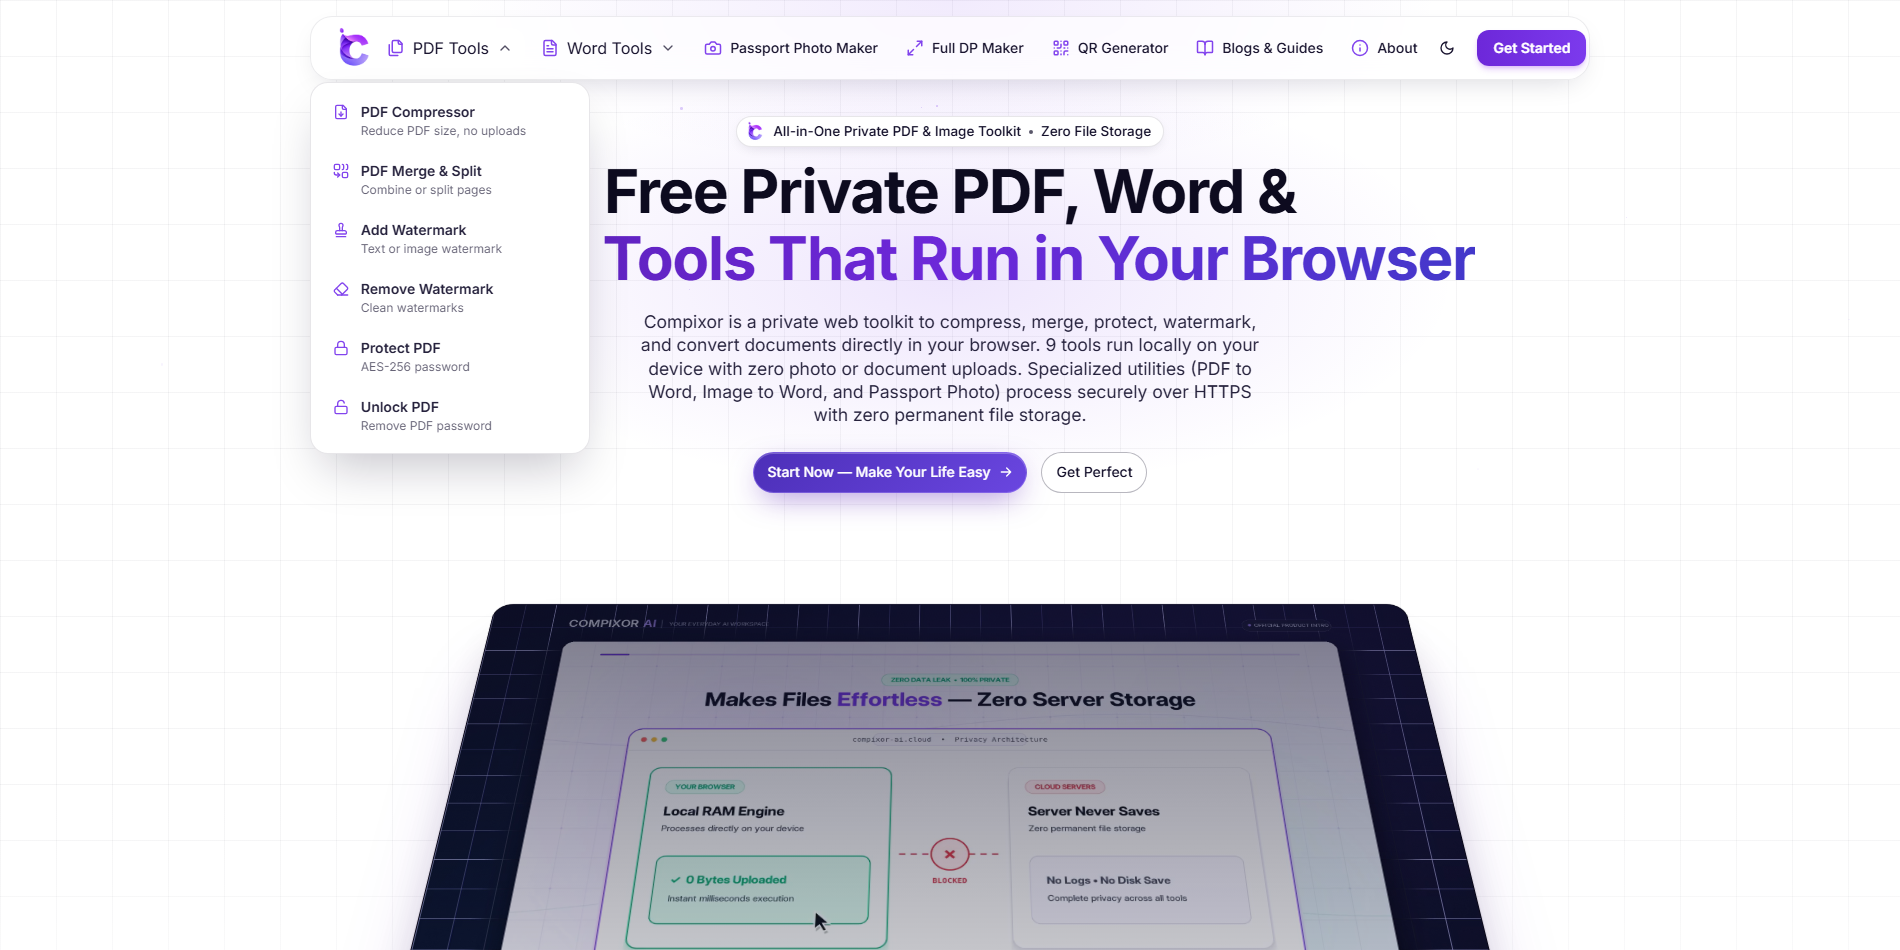 PDF Tools
Word Tools
Passport Photo Maker
Full DP Maker
QR Generator
Blogs & Guides
About
Get Started
PDF Compressor
Reduce PDF size, no uploads
PDF Merge & Split
Combine or split pages
Add Watermark
Text or image watermark
Remove Watermark
Clean watermarks
Protect PDF
AES-256 password
Unlock PDF
Remove PDF password
All-in-One Private PDF & Image Toolkit • Zero File Storage
Free Private PDF, Word &
Tools That Run in Your Browser
Compixor is a private web toolkit to compress, merge, protect, watermark,
and convert documents directly in your browser. 9 tools run locally on your
device with zero photo or document uploads. Specialized utilities (PDF to
Word, Image to Word, and Passport Photo) process securely over HTTPS
with zero permanent file storage.
Start Now — Make Your Life Easy →
Get Perfect
COMPIXOR AI | YOUR EVERYDAY AI WORKSPACE
OFFICIAL PRODUCT INTRO
ZERO DATA LEAK • 100% PRIVATE
Makes Files Effortless — Zero Server Storage
compixor-ai.cloud • Privacy Architecture
YOUR BROWSER
Local RAM Engine
Processes directly on your device
✓ 0 Bytes Uploaded
Instant milliseconds execution
BLOCKED
CLOUD SERVERS
Server Never Saves
Zero permanent file storage
No Logs • No Disk Save
Complete privacy across all tools